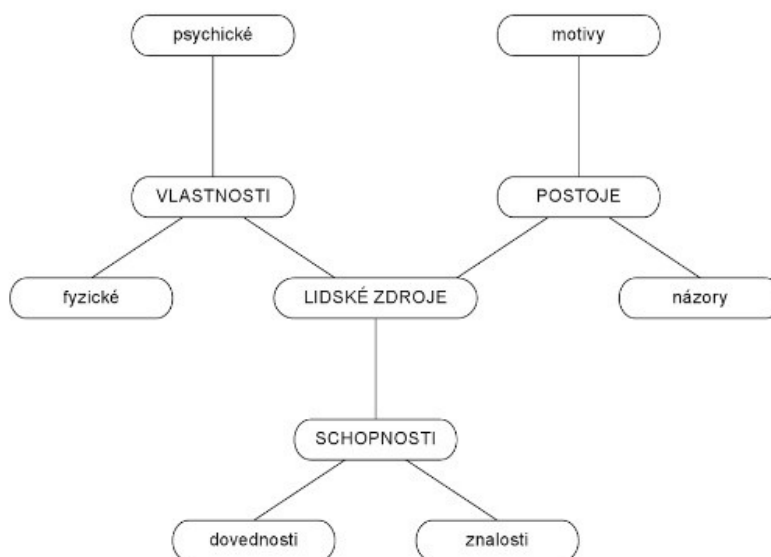 psychické
motivy
VLASTNOSTI
POSTOJE
fyzické
LIDSKÉ ZDROJE
názory
SCHOPNOSTI
dovednosti
znalosti